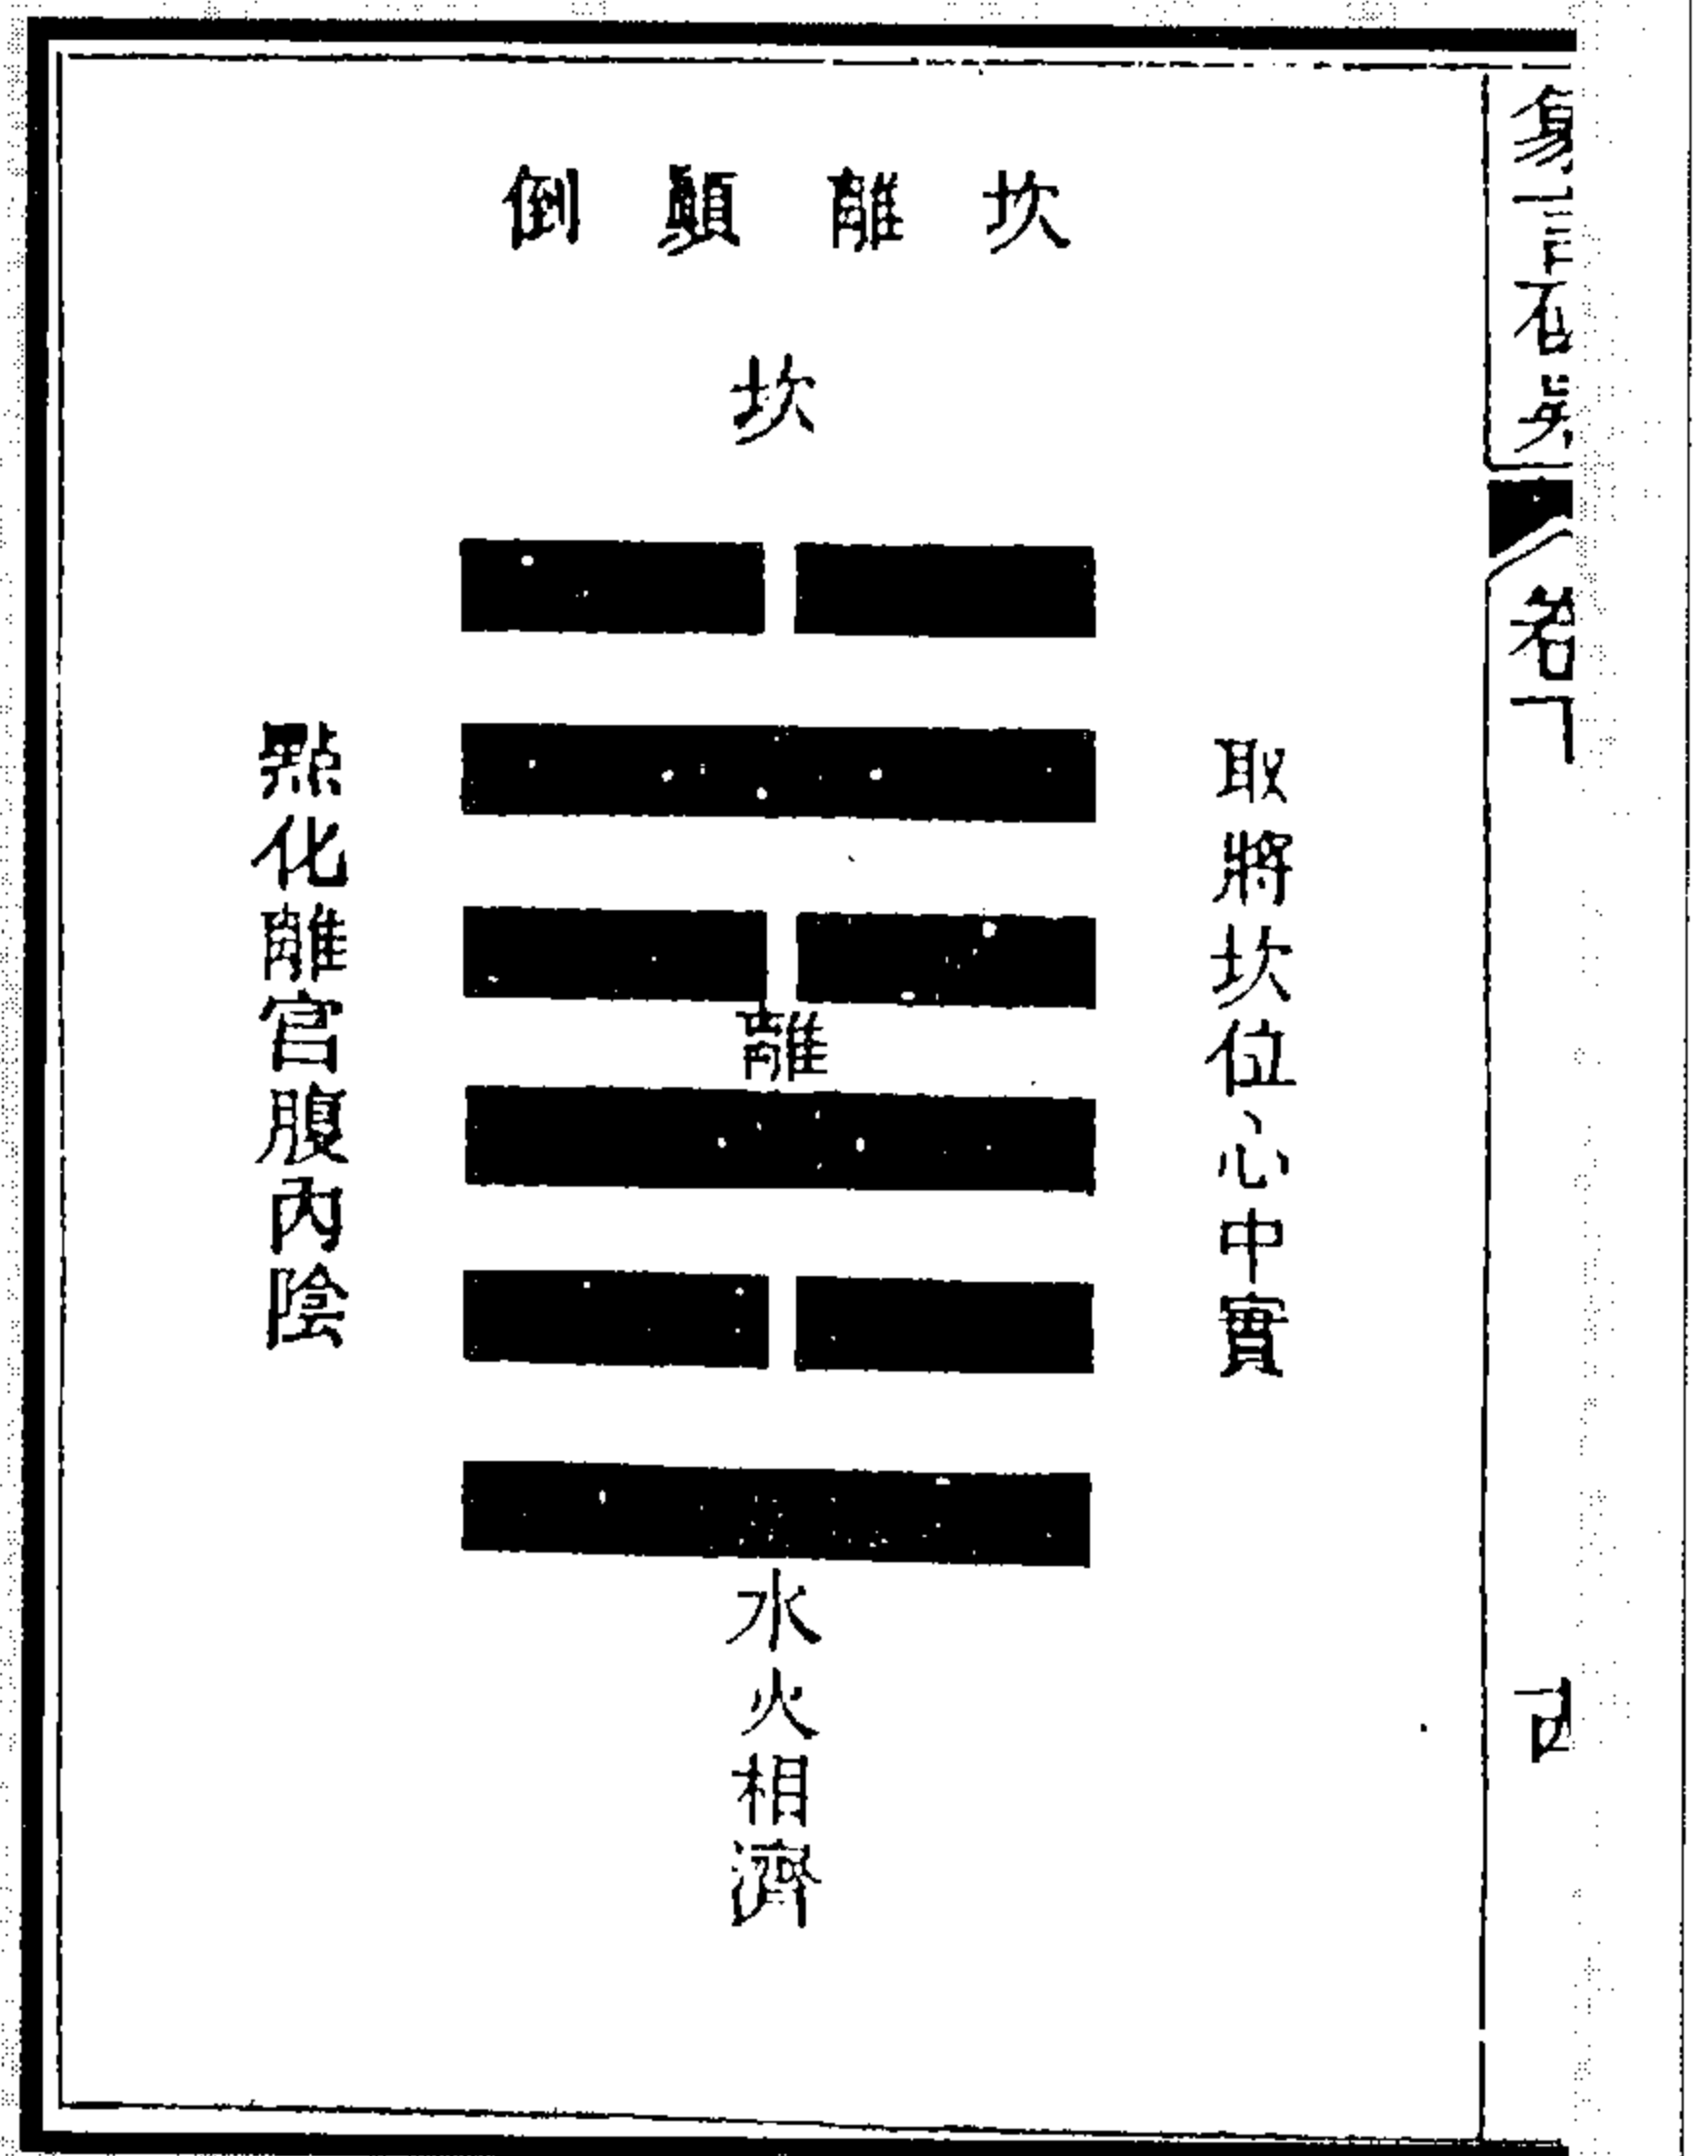 坎離顛倒
坎
離
水火相濟
取將坎位心中實
㸃化離宮腹內陰